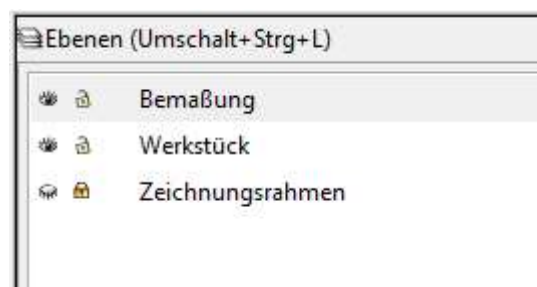 Ebenen (Umschalt+Strg+L)
Bemaßung
Werkstück
Zeichnungsrahmen